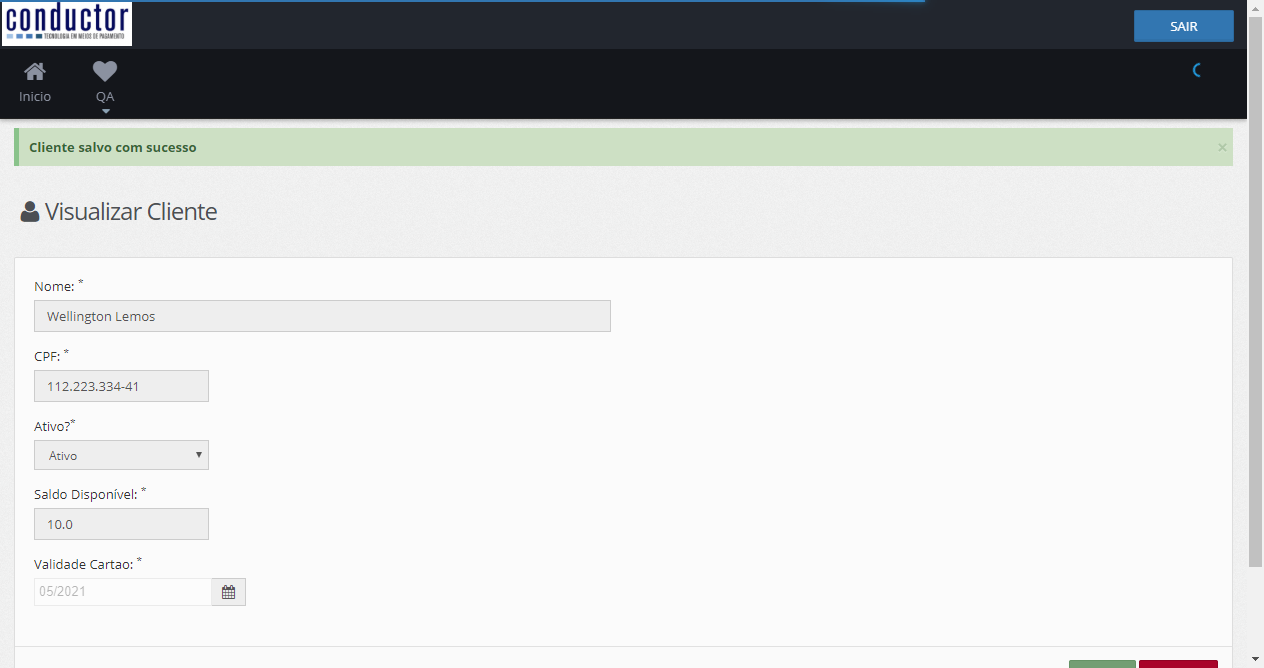 conductor
TECNOLOGIA EM MEIOS DE PAGAMENTO
SAIR
Inicio
QA
Cliente salvo com sucesso
×
Visualizar Cliente
Nome: *
Wellington Lemos
CPF: *
112.223.334-41
Ativo?*
Ativo
Saldo Disponível: *
10.0
Validade Cartao: *
05/2021